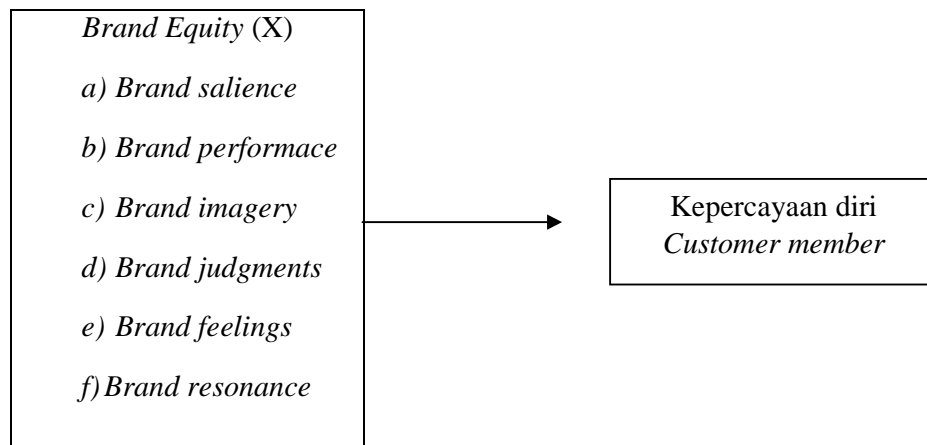 Brand Equity (X)
a) Brand salience
b) Brand performace
c) Brand imagery
d) Brand judgments
e) Brand feelings
f) Brand resonance
Kepercayaan diri
Customer member